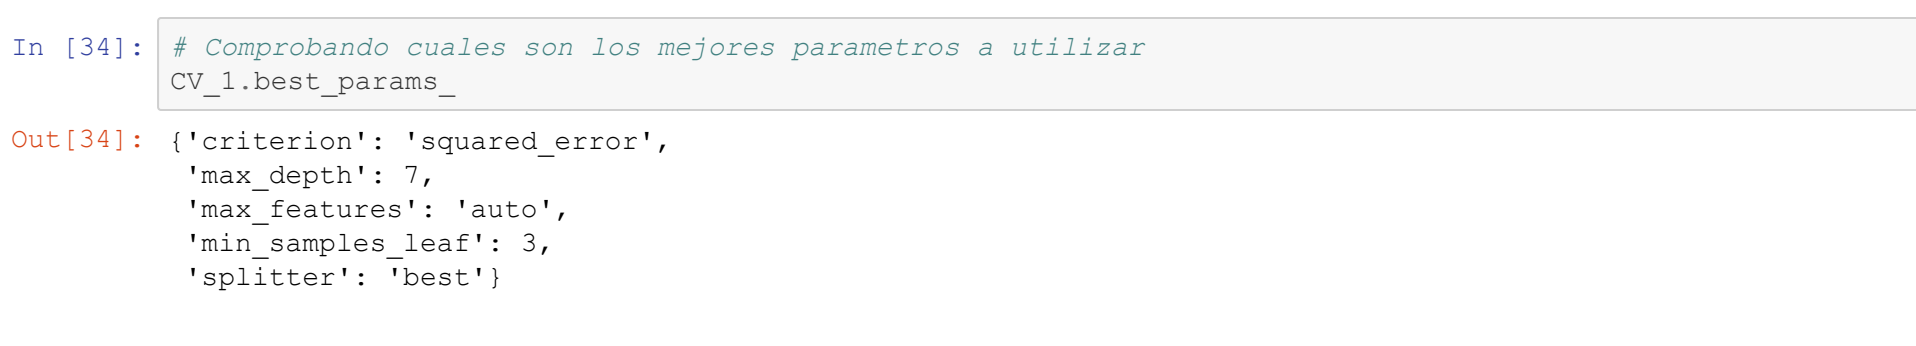 In [34]: # Comprobando cuales son los mejores parametros a utilizar
CV_1.best_params_
Out[34]: {'criterion': 'squared_error',
'max_depth': 7,
'max_features': 'auto',
'min_samples_leaf': 3,
'splitter': 'best'}